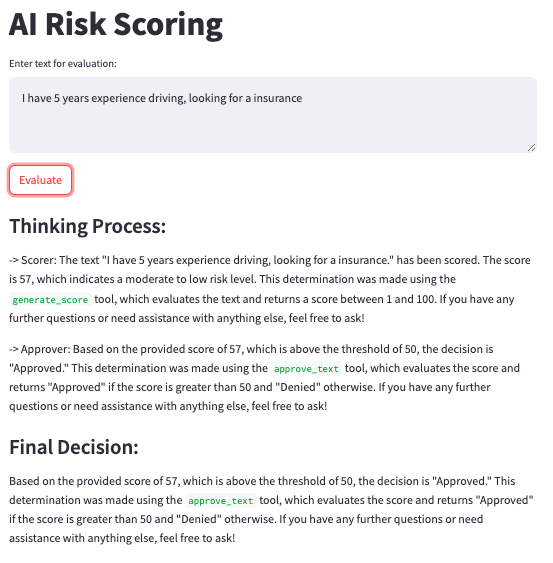 AI Risk Scoring
Enter text for evaluation:
I have 5 years experience driving, looking for a insurance
Evaluate
Thinking Process:
-> Scorer: The text "I have 5 years experience driving, looking for a insurance." has been scored. The score
is 57, which indicates a moderate to low risk level. This determination was made using the
generate_score tool, which evaluates the text and returns a score between 1 and 100. If you have any
further questions or need assistance with anything else, feel free to ask!
-> Approver: Based on the provided score of 57, which is above the threshold of 50, the decision is
"Approved." This determination was made using the approve_text tool, which evaluates the score and
returns "Approved" if the score is greater than 50 and "Denied" otherwise. If you have any further
questions or need assistance with anything else, feel free to ask!
Final Decision:
Based on the provided score of 57, which is above the threshold of 50, the decision is "Approved." This
determination was made using the approve_text tool, which evaluates the score and returns "Approved"
if the score is greater than 50 and "Denied" otherwise. If you have any further questions or need
assistance with anything else, feel free to ask!